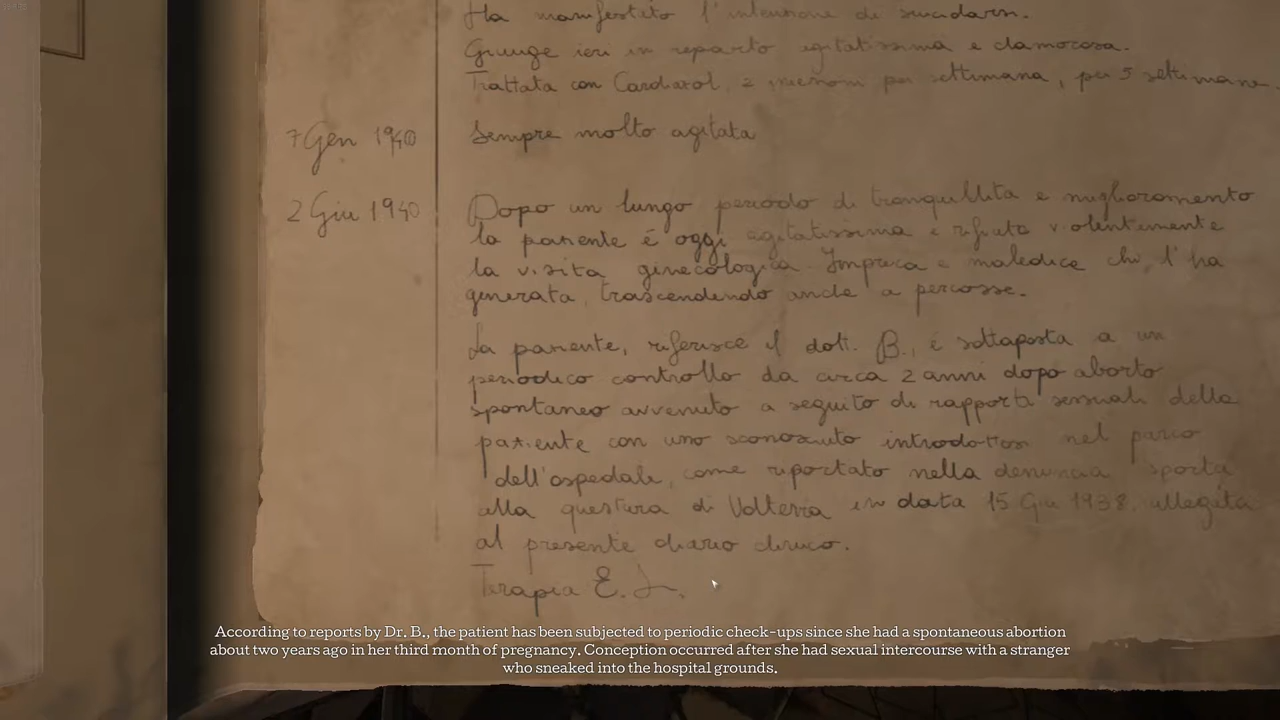 Ha manifestato l'intenzione di suicidarsi.
Giunge ieri in reparto agitatissima e clamorosa.
Trattata con Cardiazol, 2 iniezioni per settimana, per 5 settimane.
7 Gen 1940 Sempre molto agitata
2 Giu 1940 Dopo un lungo periodo di tranquillità e miglioramento
la paziente é oggi agitatissima e rifiuta violentemente
la visita ginecologica. Impreca e maledice chi l'ha
generata, trascendendo anche a percosse.
La paziente, riferisce il dott. B., è sottoposta a un
periodico controllo da circa 2 anni dopo aborto
spontaneo avvenuto a seguito di rapporti sessuali della
paziente con uno sconosciuto introdottosi nel parco
dell'ospedale, come riportato nella denuncia sporta
alla questura di Volterra in data 15 Giu 1938, allegata
al presente diario clinico.
Terapia E.
According to reports by Dr. B., the patient has been subjected to periodic check-ups since she had a spontaneous abortion
about two years ago in her third month of pregnancy. Conception occurred after she had sexual intercourse with a stranger
who sneaked into the hospital grounds.